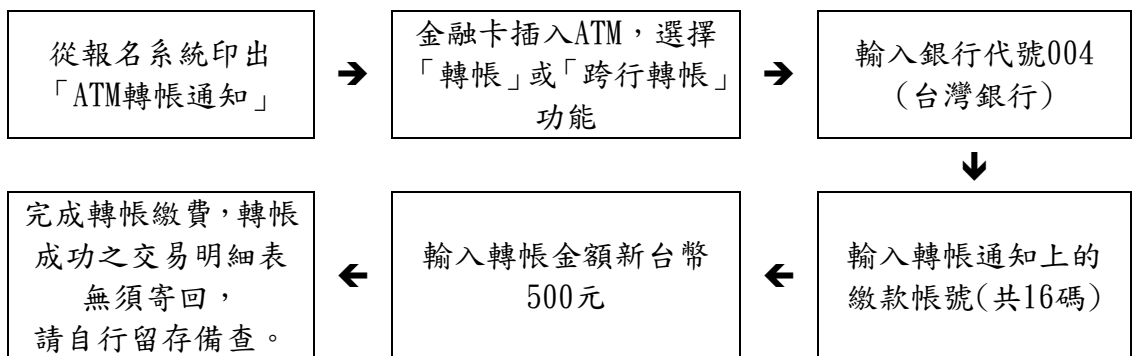 從報名系統印出
「ATM轉帳通知」
金融卡插入ATM,選擇
「轉帳」或「跨行轉帳」
功能
輸入銀行代號004
(台灣銀行)
輸入轉帳通知上的
繳款帳號(共16碼)
輸入轉帳金額新台幣
500元
完成轉帳繳費,轉帳
成功之交易明細表
無須寄回,
請自行留存備查。